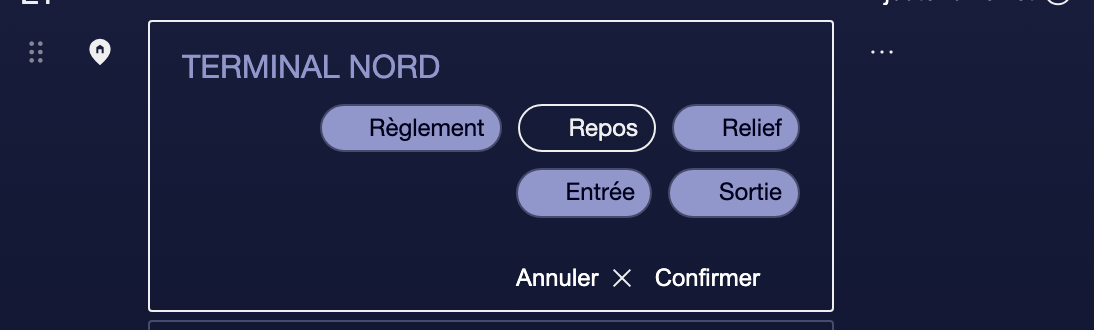 TERMINAL NORD
Règlement Repos Relief
Entrée Sortie
Annuler Confirmer